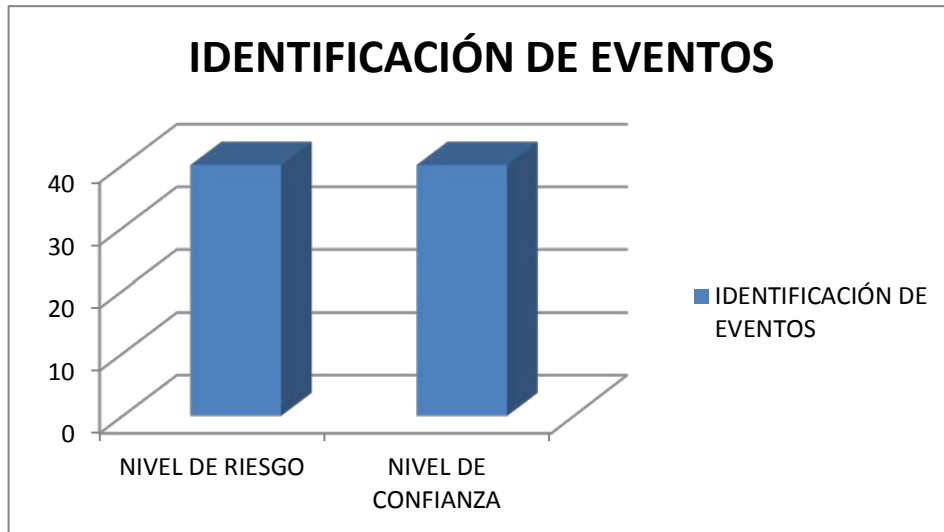 IDENTIFICACIÓN DE EVENTOS
40
30
20
10
0
NIVEL DE RIESGO
NIVEL DE
CONFIANZA
IDENTIFICACIÓN DE
EVENTOS